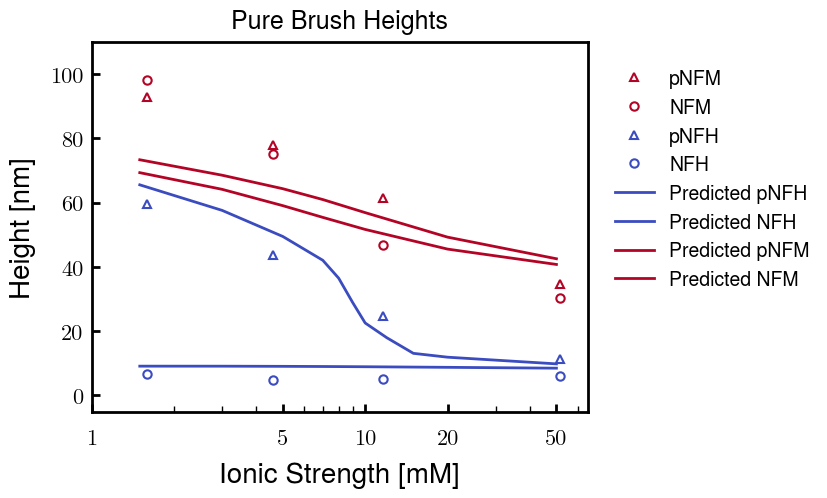 Pure Brush Heights
Height [nm]
100
80
60
40
20
0
1
5
10
20
50
Ionic Strength [mM]
pNFM
NFM
pNFH
NFH
Predicted pNFH
Predicted NFH
Predicted pNFM
Predicted NFM